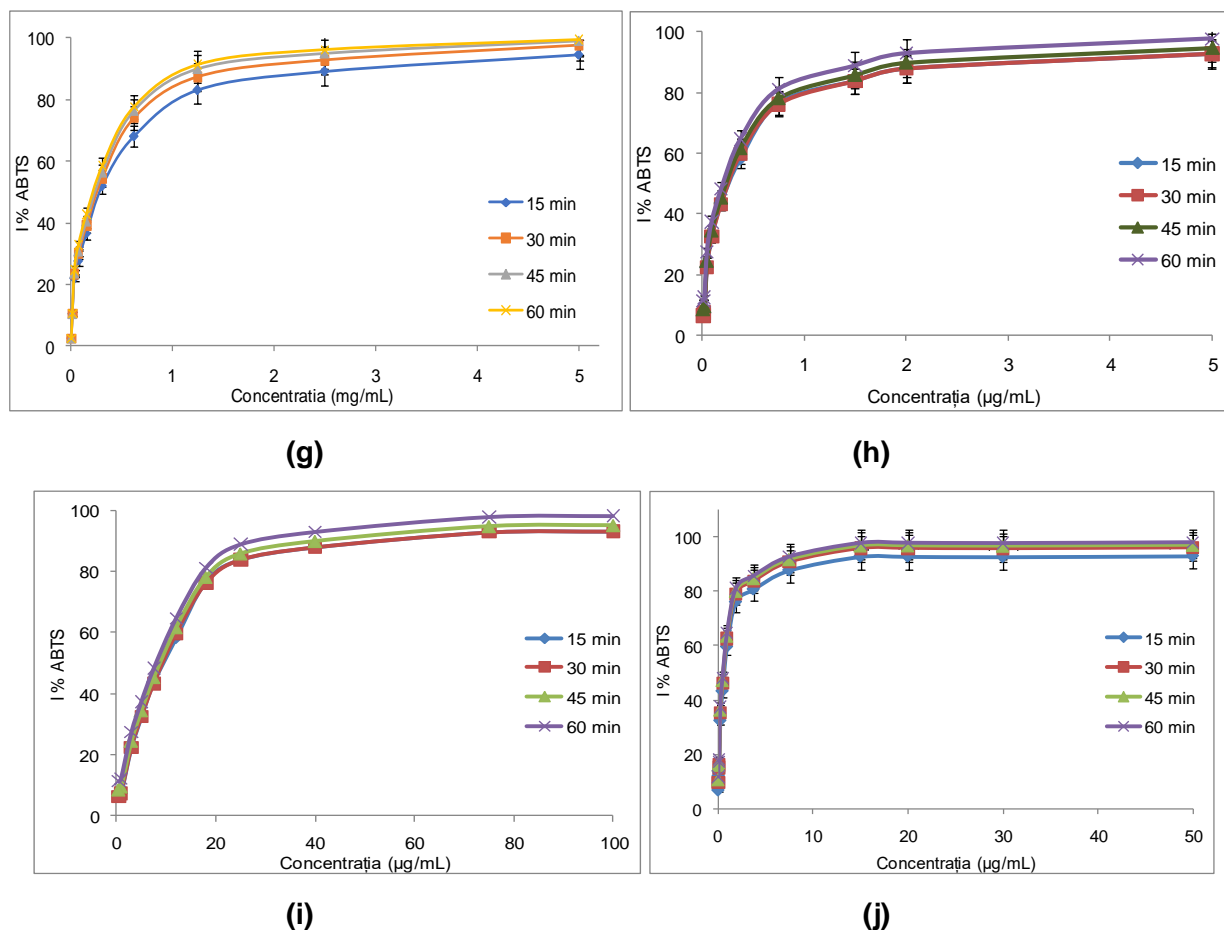 100
80
60
40
20
0
I % ABTS
0 1 2 3 4 5
Concentratia (mg/mL)
15 min
30 min
45 min
60 min
(g)
100
80
60
40
20
0
I % ABTS
0 1 2 3 4 5
Concentrația (µg/mL)
15 min
30 min
45 min
60 min
(h)
100
80
60
40
20
0
I % ABTS
0 20 40 60 80 100
Concentrația (µg/mL)
15 min
30 min
45 min
60 min
(i)
100
80
60
40
20
0
I % ABTS
0 10 20 30 40 50
Concentrația (µg/mL)
15 min
30 min
45 min
60 min
(j)